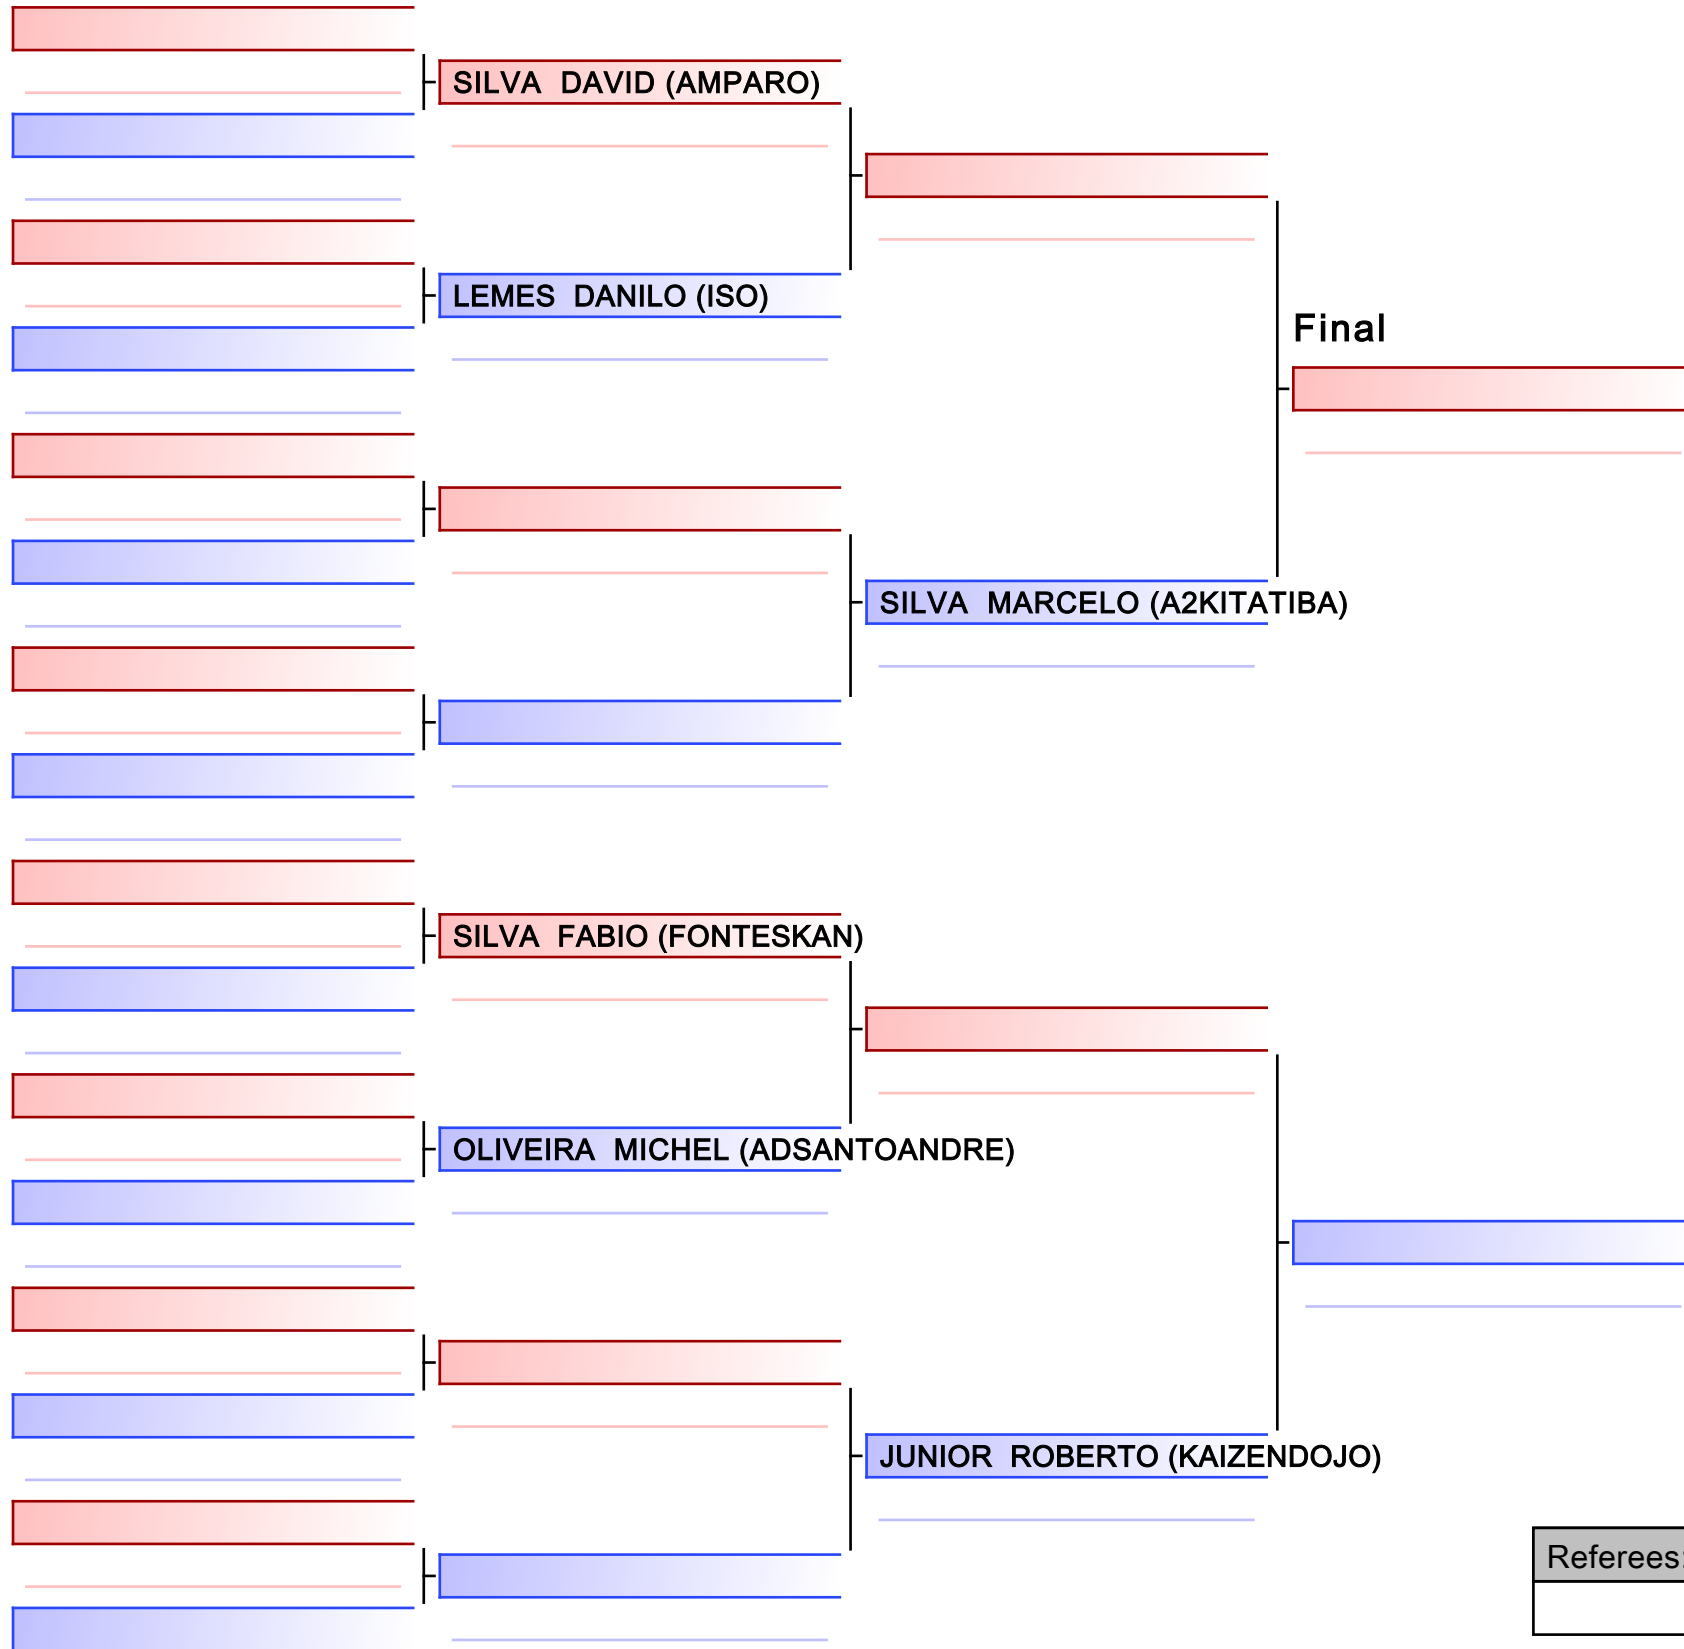 SILVA  DAVID (AMPARO)
LEMES  DANILO (ISO)
Final
SILVA  MARCELO (A2KITATIBA)
SILVA  FABIO (FONTESKAN)
OLIVEIRA  MICHEL (ADSANTOANDRE)
JUNIOR  ROBERTO (KAIZENDOJO)
Referees: